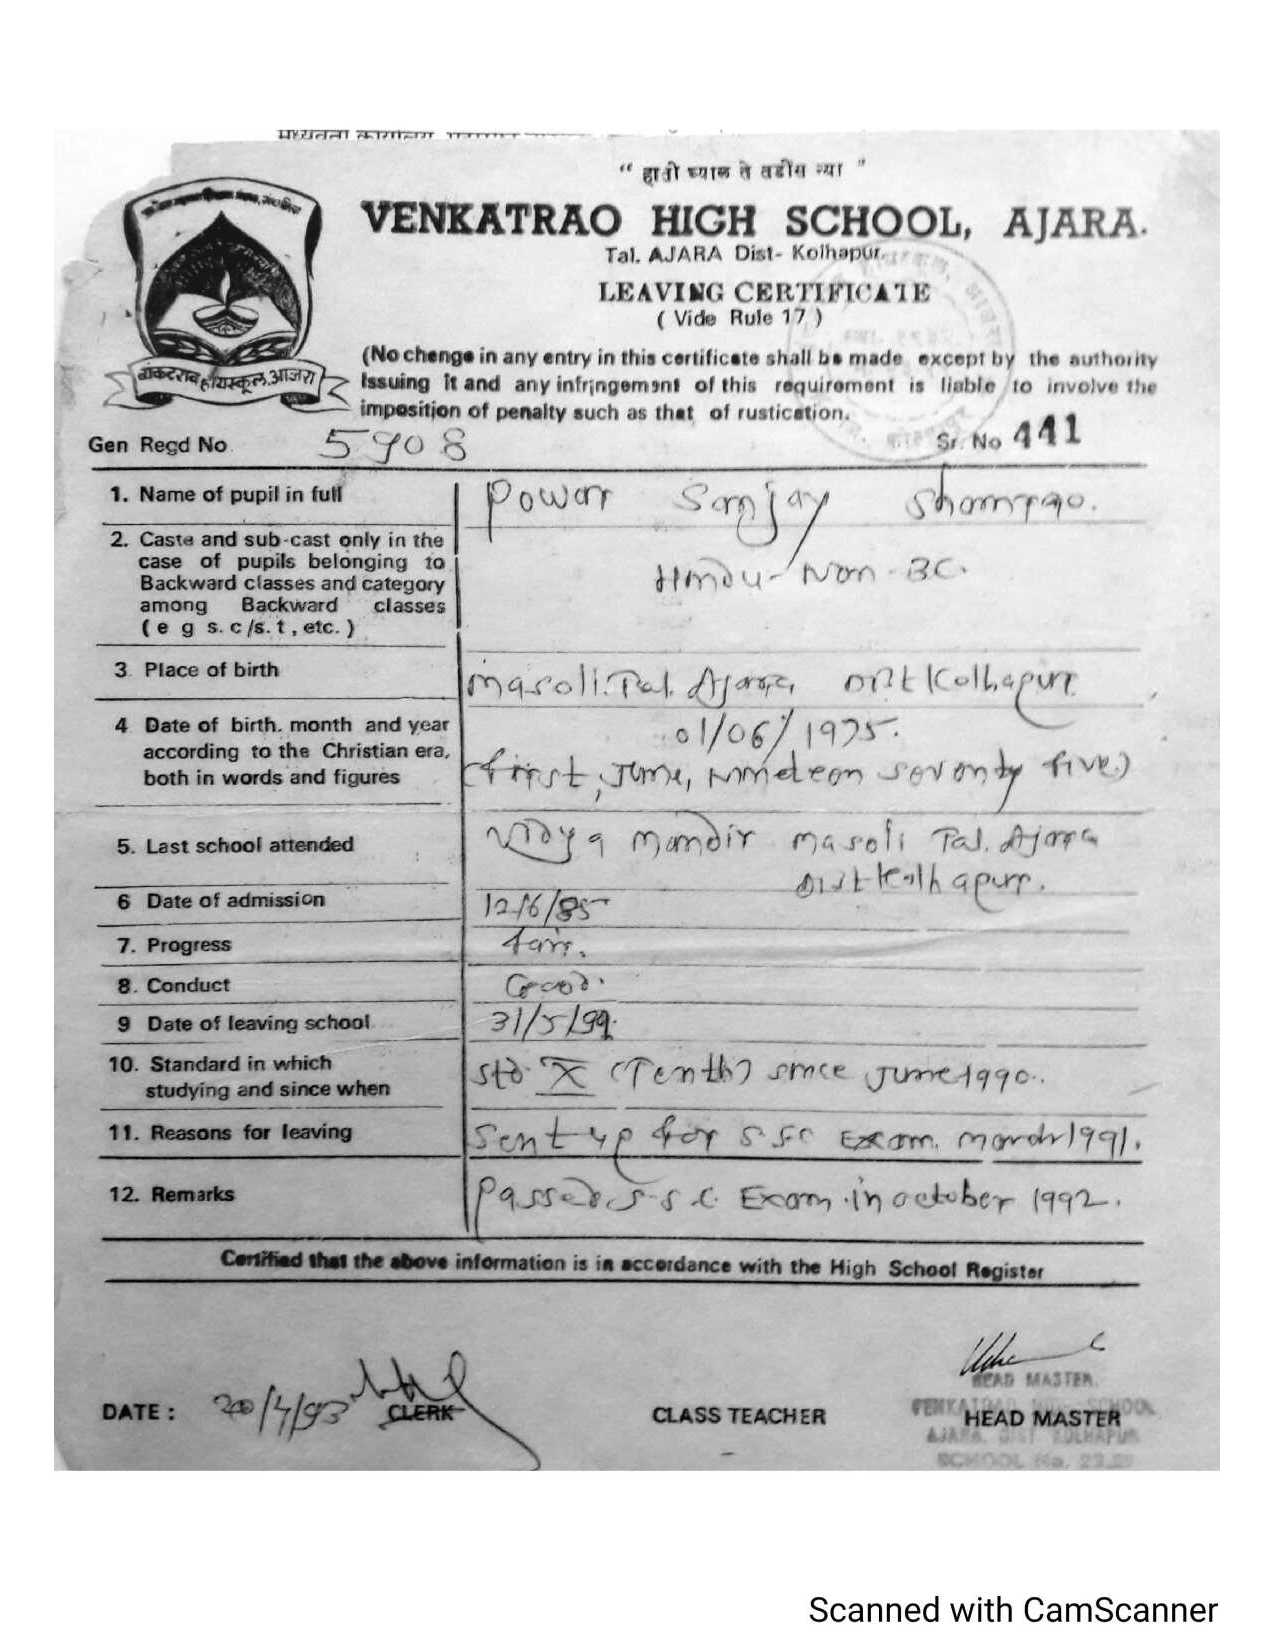 " हाती घ्याल ते तडीस न्या "
VENKATRAO HIGH SCHOOL, AJARA.
Tal. AJARA Dist- Kolhapur.
LEAVING CERTIFICATE
( Vide Rule 17 )
(No chenge in any entry in this certificate shall be made except by the authority
issuing it and any infringement of this requirement is liable to involve the
imposition of penalty such as that of rustication.
व्यंकटराव हायस्कूल, आजरा
Gen Regd No 5908 Sr. No 441
1. Name of pupil in full Powar Sanjay Shamrao.
2. Caste and sub-cast only in the
case of pupils belonging to
Backward classes and category
among Backward classes
( e g s. c /s. t , etc. )
Hindu - Non - BC.
3. Place of birth Masoli. Tal. Ajara, Dist Kolhapur
4 Date of birth. month and year
according to the Christian era,
both in words and figures
01/06/1975.
(First, June, Nineteen Seventy five.)
5. Last school attended Vidya Mandir Masoli Tal. Ajara
Dist Kolhapur.
6 Date of admission 12/6/85
7. Progress Fair.
8. Conduct Good.
9 Date of leaving school 31/5/
10. Standard in which
studying and since when
Std. X (Tenth) since June 1990.
11. Reasons for leaving Sent up for S.S.C Exam. March 1991.
12. Remarks Passed S.S.C. Exam. in October 1992.
Certified that the above information is in accordance with the High School Register
DATE : /93 CLERK CLASS TEACHER HEAD MASTER
HEAD MASTER.
VENKATRAO HIGH SCHOOL
AJARA. DIST KOLHAPUR
SCHOOL No. 23.
Scanned with CamScanner